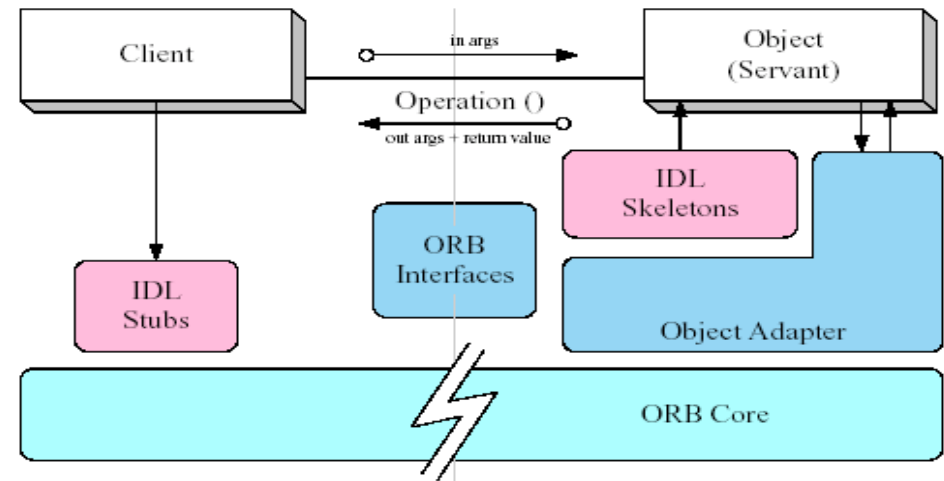 Client
in args
Object
(Servant)
Operation ()
out args + return value
IDL
Skeletons
ORB
Interfaces
IDL
Stubs
Object Adapter
ORB Core